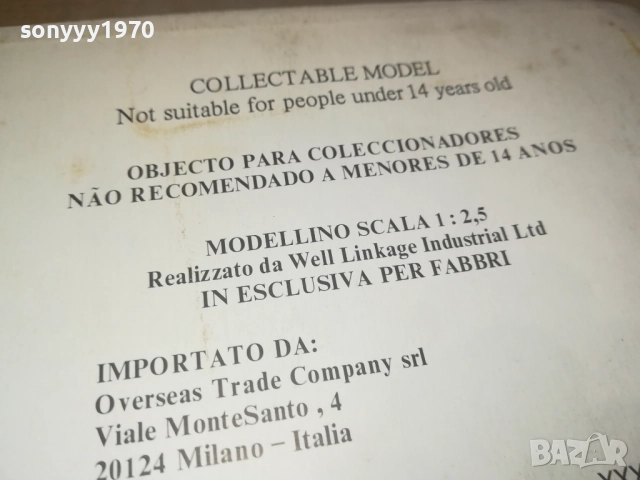 sonyyy1970
COLLECTABLE MODEL
Not suitable for people under 14 years old
OBJECTO PARA COLECCIONADORES
NÃO RECOMENDADO A MENORES DE 14 ANOS
MODELLINO SCALA 1 : 2,5
Realizzato da Well Linkage Industrial Ltd
IN ESCLUSIVA PER FABBRI
IMPORTATO DA:
Overseas Trade Company srl
Viale MonteSanto , 4
20124 Milano – Italia
BAZAR